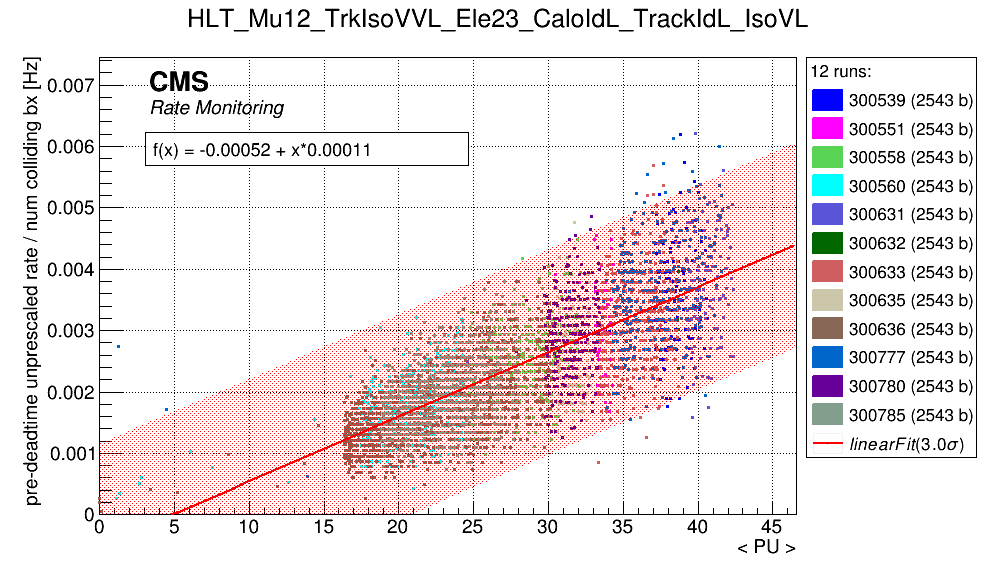 HLT_Mu12_TrkIsoVVL_Ele23_CaloIdL_TrackIdL_IsoVL
pre-deadtime unprescaled rate / num colliding bx [Hz]
CMS
Rate Monitoring
f(x) = -0.00052 + x*0.00011
0.007
0.006
0.005
0.004
0.003
0.002
0.001
0
0 5 10 15 20 25 30 35 40 45
< PU >
12 runs:
300539 (2543 b)
300551 (2543 b)
300558 (2543 b)
300560 (2543 b)
300631 (2543 b)
300632 (2543 b)
300633 (2543 b)
300635 (2543 b)
300636 (2543 b)
300777 (2543 b)
300780 (2543 b)
300785 (2543 b)
linearFit(3.0σ)